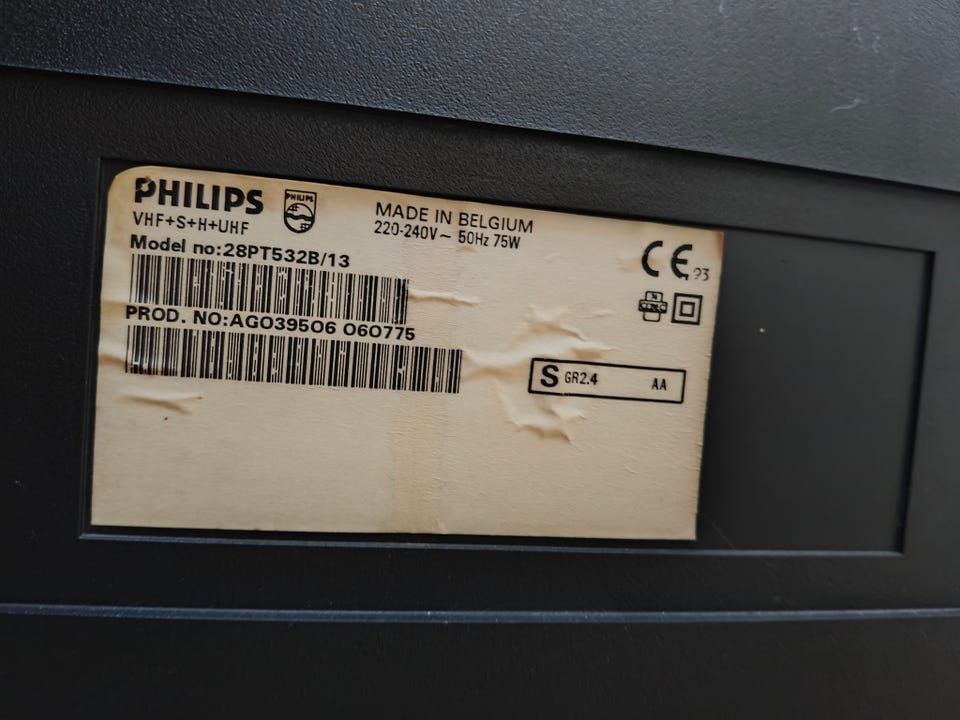 PHILIPS
PHILIPS
VHF+S+H+UHF
MADE IN BELGIUM
220-240V~ 50Hz 75W
Model no:28PT532B/13
PROD. NO:AG039506 060775
CE 93
S GR2.4 AA